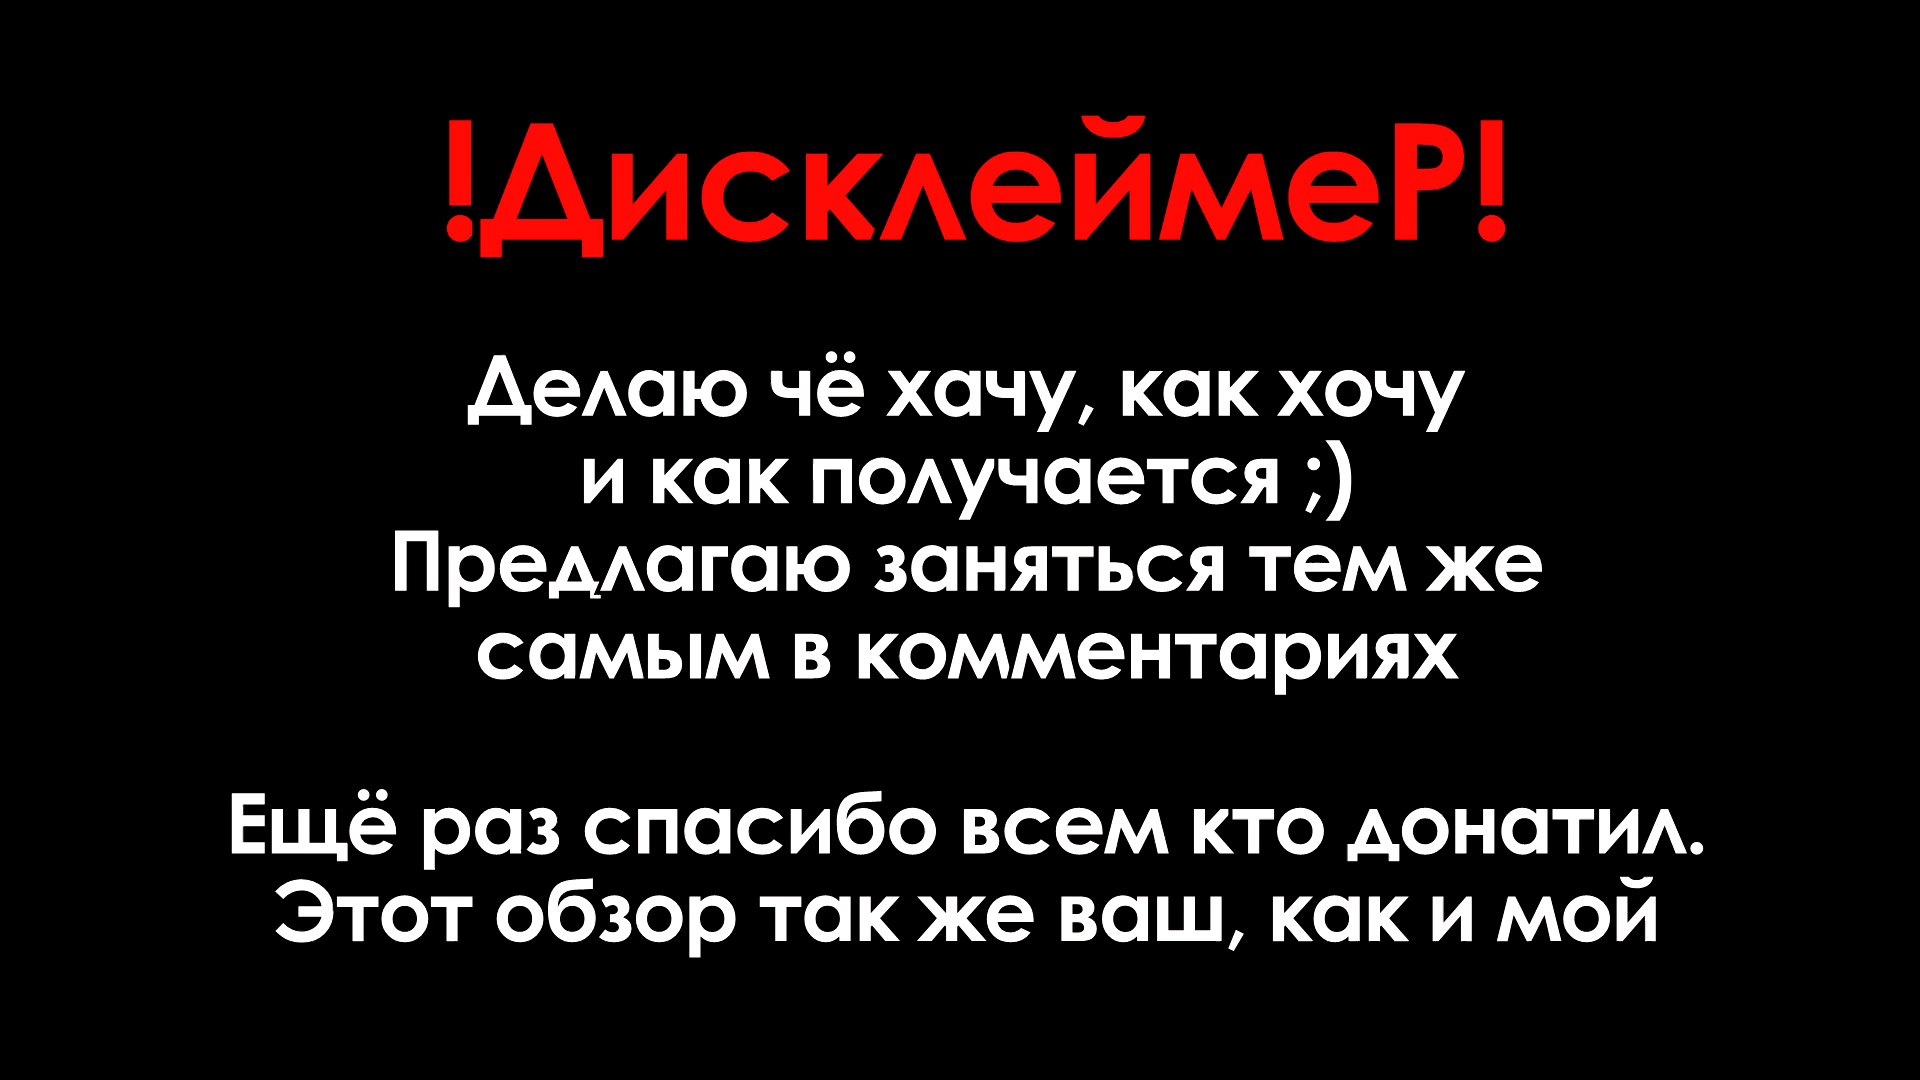 !ДисклеймеР!
Делаю чё хачу, как хочу
и как получается ;)
Предлагаю заняться тем же
самым в комментариях
Ещё раз спасибо всем кто донатил.
Этот обзор так же ваш, как и мой